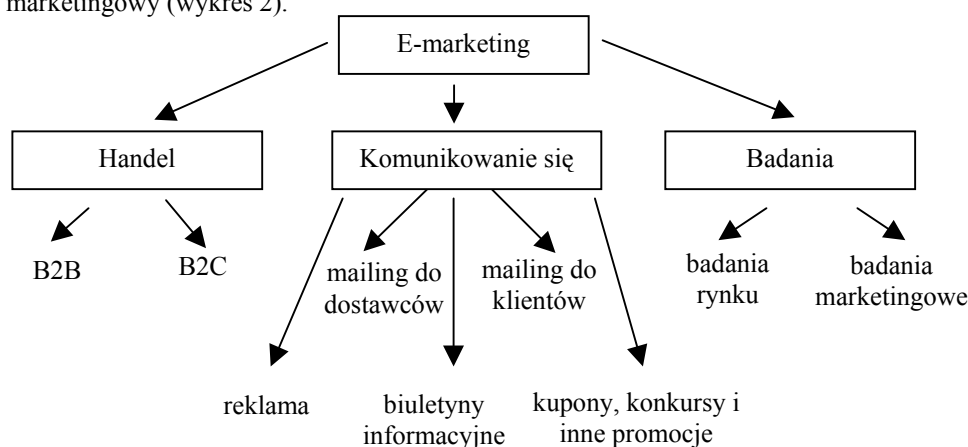 marketingowy (wykres 2).
E-marketing
Handel
Komunikowanie się
Badania
B2B
B2C
mailing do
dostawców
mailing do
klientów
badania
rynku
badania
marketingowe
reklama
biuletyny
informacyjne
kupony, konkursy i
inne promocje